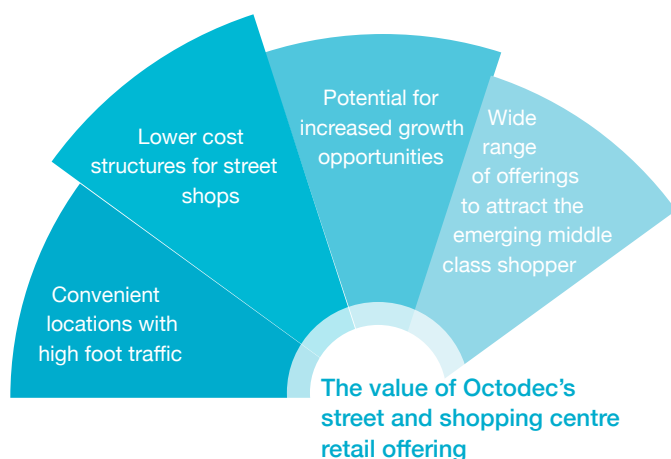 Convenient
locations with
high foot traffic
Lower cost
structures for street
shops
Potential for
increased growth
opportunities
Wide
range
of offerings
to attract the
emerging middle
class shopper
The value of Octodec’s
street and shopping centre
retail offering